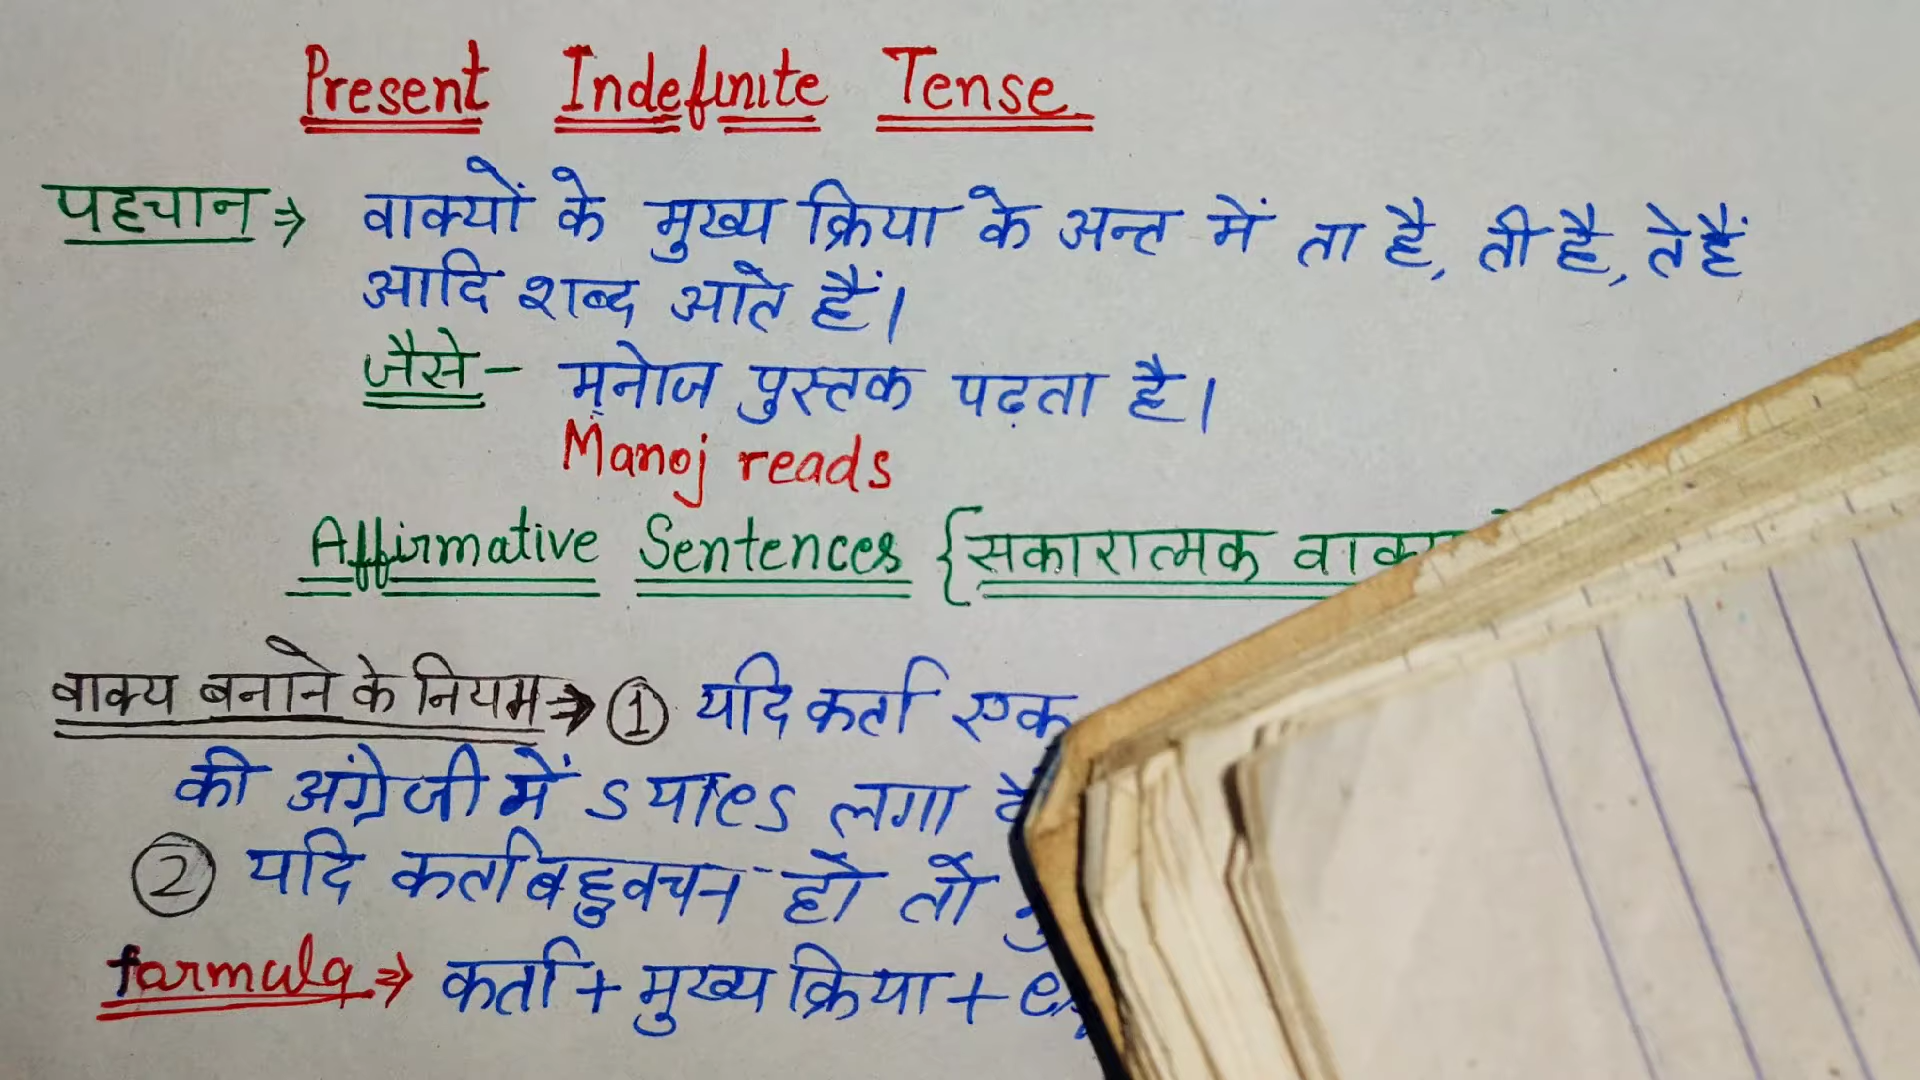 Present Indefinite Tense
पहचान ⇒ वाक्यों के मुख्य क्रिया के अन्त में ता है, ती है, ते हैं
आदि शब्द आते हैं।
जैसे - मनोज पुस्तक पढ़ता है।
Manoj reads
Affirmative Sentences {सकारात्मक
वाक्य बनाने के नियम ⇒ ① यदि कर्ता एक
की अंग्रेजी में s या es लगा
② यदि कर्ता बहुवचन हो तो
formula ⇒ कर्ता + मुख्य क्रिया +